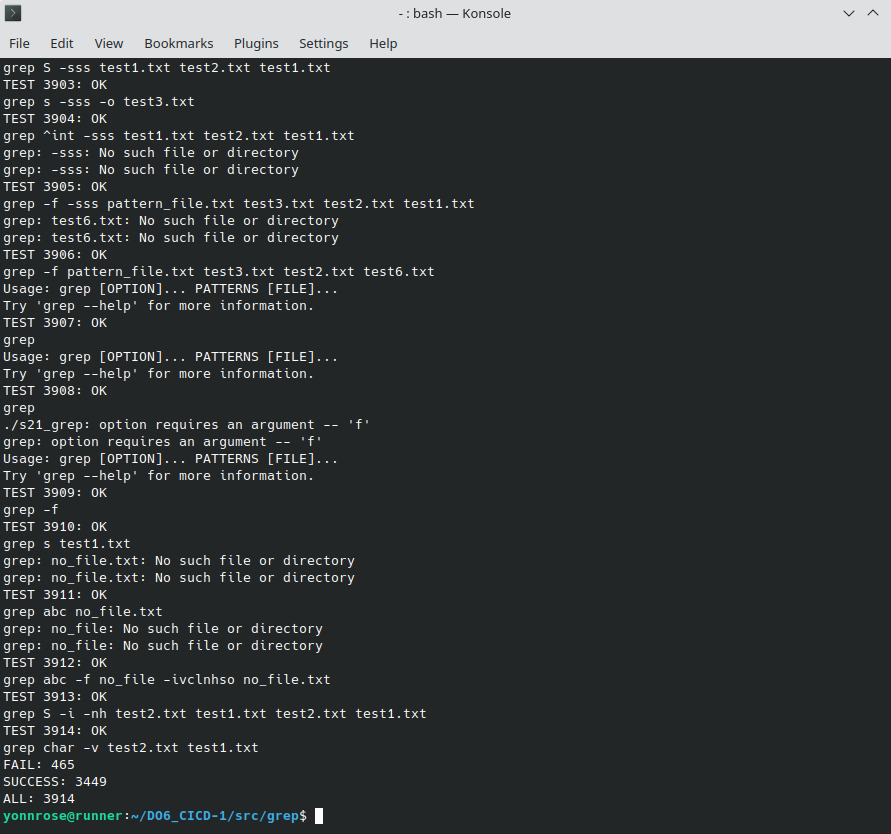 - : bash — Konsole
File Edit View Bookmarks Plugins Settings Help
grep S -sss test1.txt test2.txt test1.txt
TEST 3903: OK
grep s -sss -o test3.txt
TEST 3904: OK
grep ^int -sss test1.txt test2.txt test1.txt
grep: -sss: No such file or directory
grep: -sss: No such file or directory
TEST 3905: OK
grep -f -sss pattern_file.txt test3.txt test2.txt test1.txt
grep: test6.txt: No such file or directory
grep: test6.txt: No such file or directory
TEST 3906: OK
grep -f pattern_file.txt test3.txt test2.txt test6.txt
Usage: grep [OPTION]... PATTERNS [FILE]...
Try 'grep --help' for more information.
TEST 3907: OK
grep
Usage: grep [OPTION]... PATTERNS [FILE]...
Try 'grep --help' for more information.
TEST 3908: OK
grep
./s21_grep: option requires an argument -- 'f'
grep: option requires an argument -- 'f'
Usage: grep [OPTION]... PATTERNS [FILE]...
Try 'grep --help' for more information.
TEST 3909: OK
grep -f
TEST 3910: OK
grep s test1.txt
grep: no_file.txt: No such file or directory
grep: no_file.txt: No such file or directory
TEST 3911: OK
grep abc no_file.txt
grep: no_file: No such file or directory
grep: no_file: No such file or directory
TEST 3912: OK
grep abc -f no_file -ivclnhso no_file.txt
TEST 3913: OK
grep S -i -nh test2.txt test1.txt test2.txt test1.txt
TEST 3914: OK
grep char -v test2.txt test1.txt
FAIL: 465
SUCCESS: 3449
ALL: 3914
yonnrose@runner:~/DO6_CICD-1/src/grep$